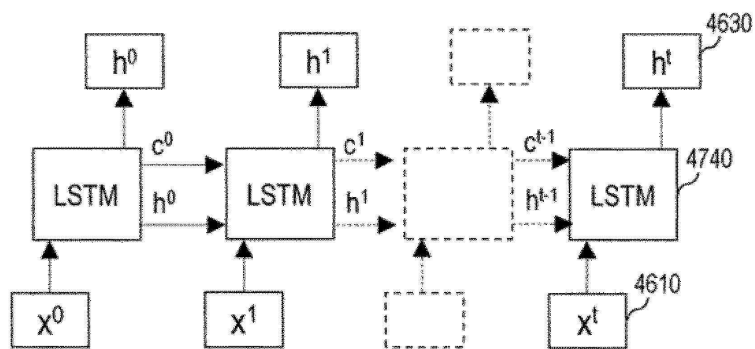 4630
h⁰ h¹ hᵗ
c⁰ c¹ cᵗ⁻¹
4740
LSTM LSTM LSTM
h⁰ h¹ hᵗ⁻¹
4610
x⁰ x¹ xᵗ